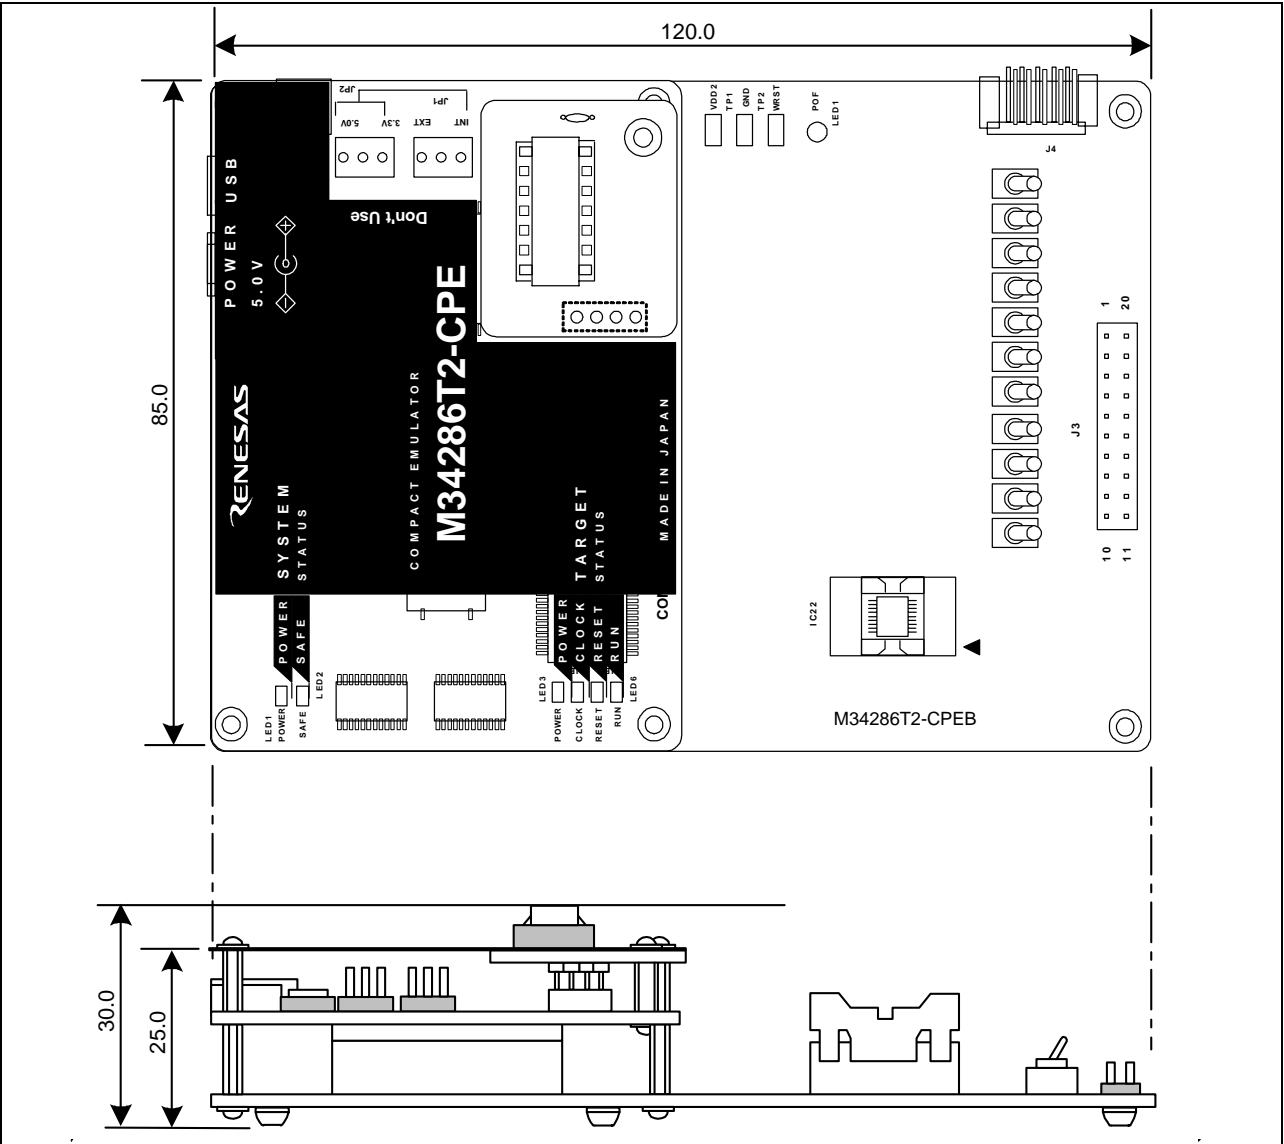 120.0
JP2
JP1
5.0V
3.3V
EXT
INT
VDD2
TP1
GND
TP2
WRST
POF
LED1
J4
POWER USB
5.0V
Don't Use
85.0
RENESAS
COMPACT EMULATOR
M34286T2-CPE
MADE IN JAPAN
1
20
J3
10
11
SYSTEM
STATUS
TARGET
STATUS
POWER
SAFE
POWER
CLOCK
RESET
RUN
IC22
LED1
POWER
SAFE
LED2
LED3
POWER
CLOCK
RESET
RUN
LED6
M34286T2-CPEB
30.0
25.0